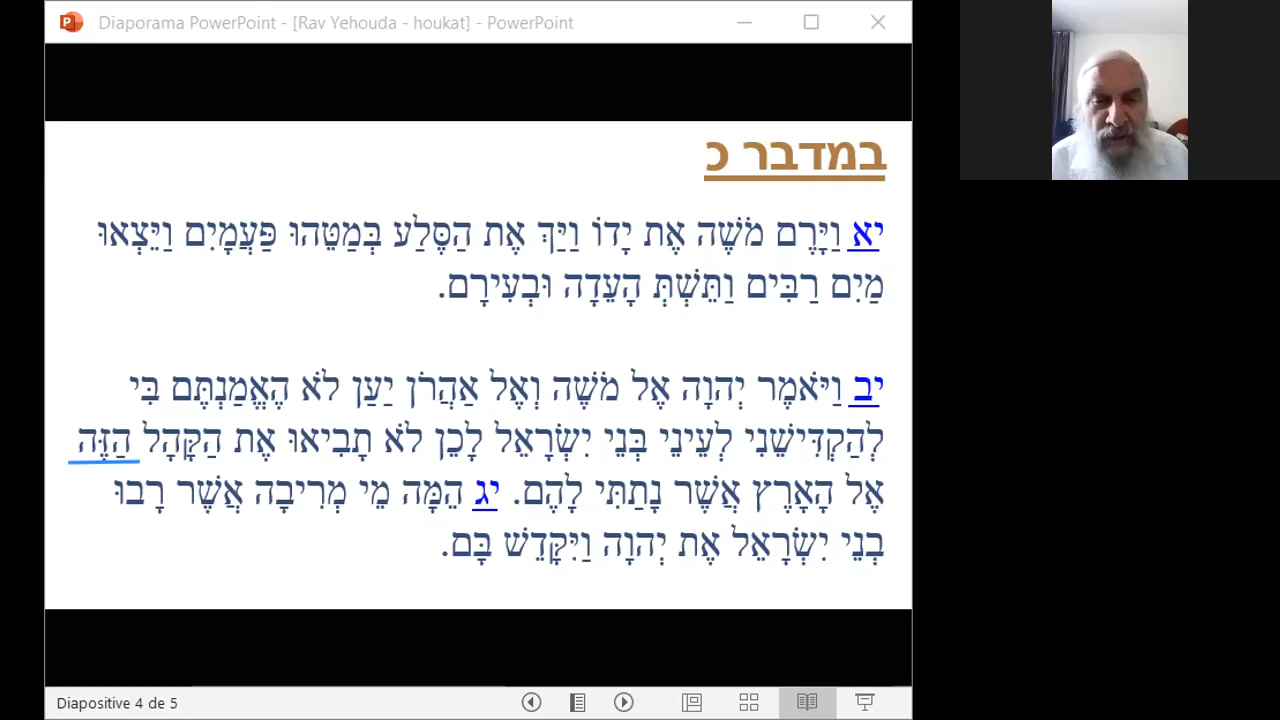 Diaporama PowerPoint - [Rav Yehouda - houkat] - PowerPoint
במדבר כ
יא וַיָּרֶם מֹשֶׁה אֶת יָדוֹ וַיַּךְ אֶת הַסֶּלַע בְּמַטֵּהוּ פַּעֲמָיִם וַיֵּצְאוּ
מַיִם רַבִּים וַתֵּשְׁתְּ הָעֵדָה וּבְעִירָם.
יב וַיֹּאמֶר יְהוָה אֶל מֹשֶׁה וְאֶל אַהֲרֹן יַעַן לֹא הֶאֱמַנְתֶּם בִּי
לְהַקְדִּישֵׁנִי לְעֵינֵי בְּנֵי יִשְׂרָאֵל לָכֵן לֹא תָבִיאוּ אֶת הַקָּהָל הַזֶּה
אֶל הָאָרֶץ אֲשֶׁר נָתַתִּי לָהֶם. יג הֵמָּה מֵי מְרִיבָה אֲשֶׁר רָבוּ
בְנֵי יִשְׂרָאֵל אֶת יְהוָה וַיִּקָּדֵשׁ בָּם.
Diapositive 4 de 5